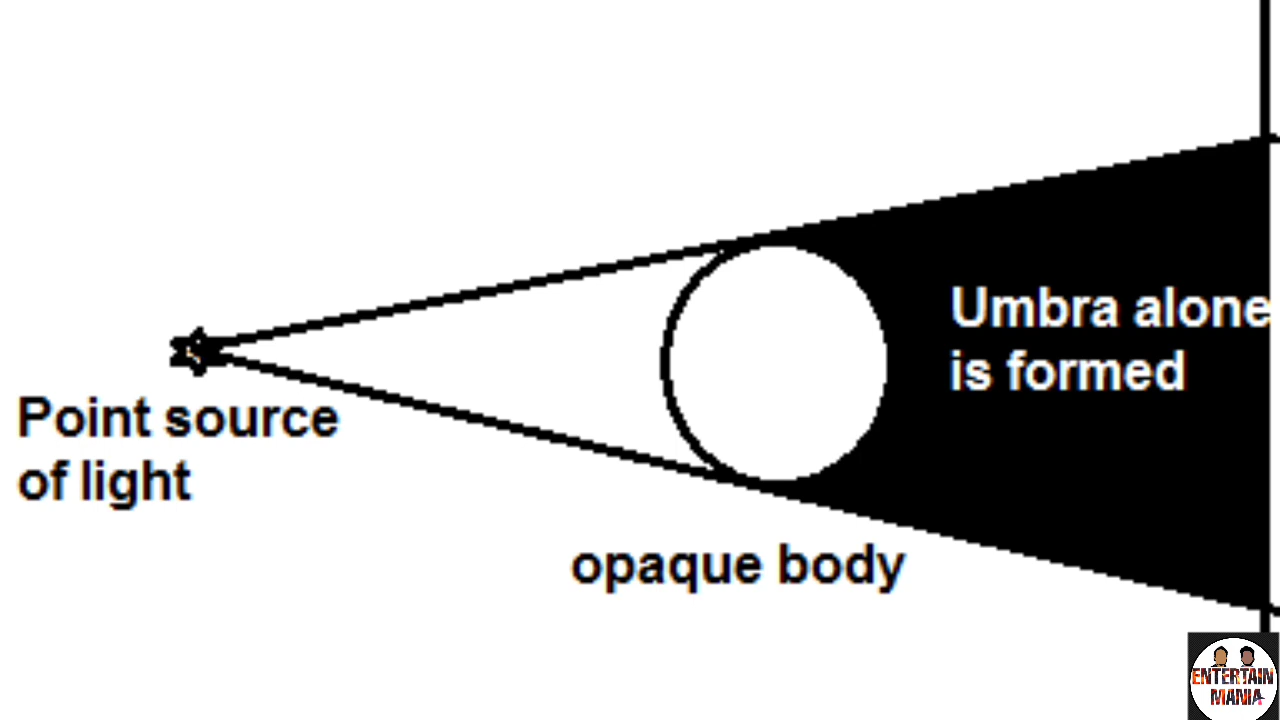 Umbra alone
is formed
Point source
of light
opaque body
ENTERTAIN
MANIA